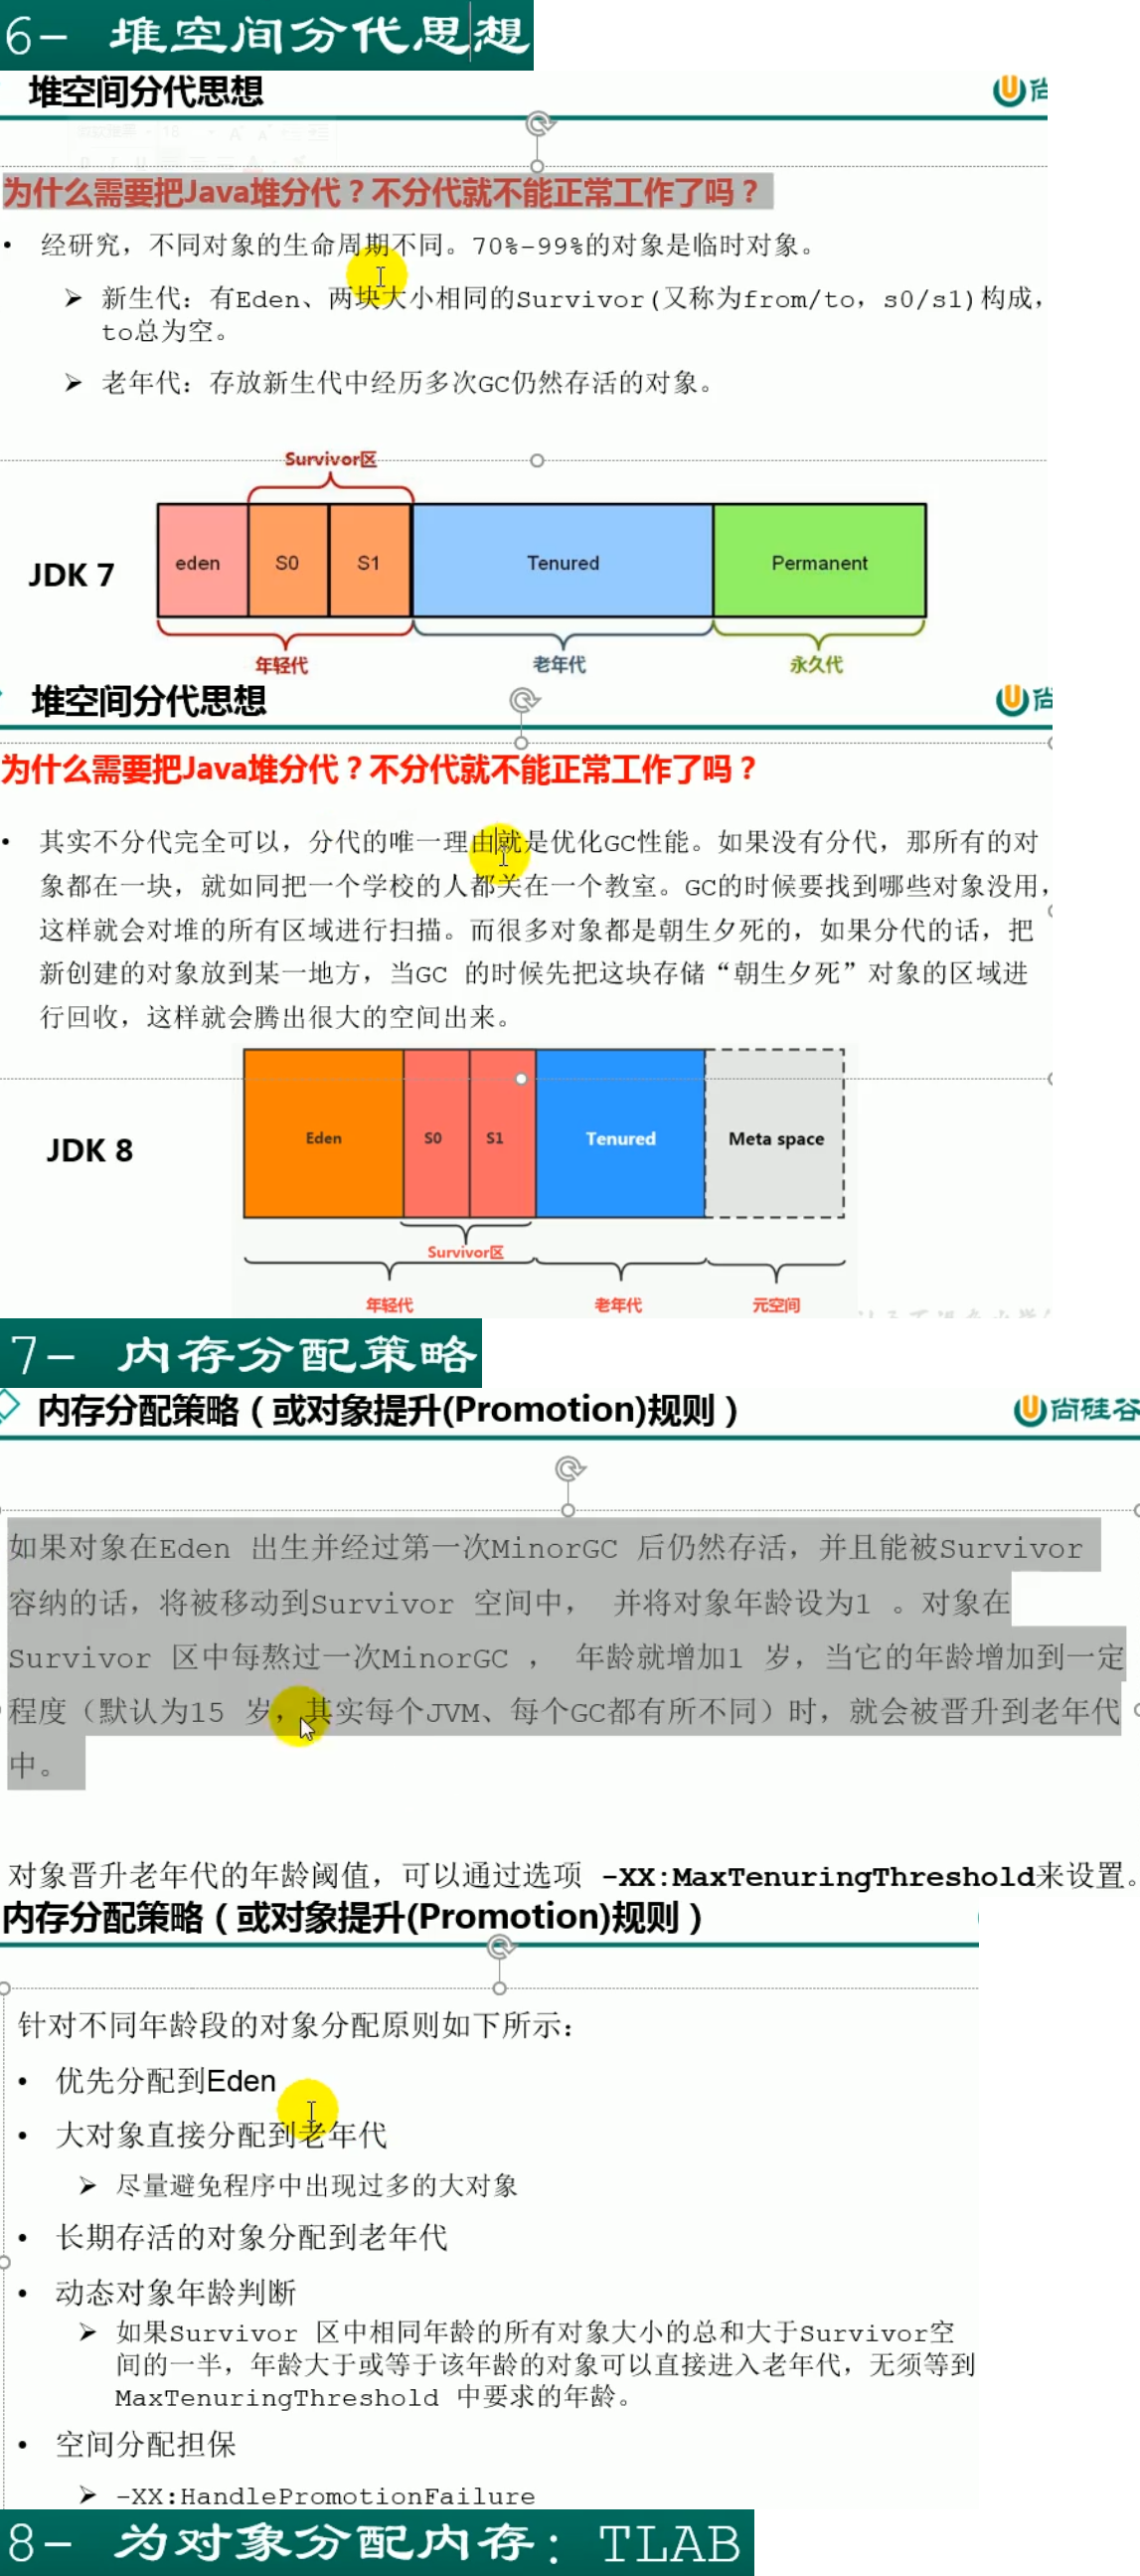 6- 堆空间分代思想
堆空间分代思想
为什么需要把Java堆分代？不分代就不能正常工作了吗？
• 经研究，不同对象的生命周期不同。70%-99%的对象是临时对象。
➢ 新生代：有Eden、两块大小相同的Survivor(又称为from/to，s0/s1)构成，
to总为空。
➢ 老年代：存放新生代中经历多次GC仍然存活的对象。
Survivor区
JDK 7
eden S0 S1 Tenured Permanent
年轻代 老年代 永久代
堆空间分代思想
为什么需要把Java堆分代？不分代就不能正常工作了吗？
• 其实不分代完全可以，分代的唯一理由就是优化GC性能。如果没有分代，那所有的对
象都在一块，就如同把一个学校的人都关在一个教室。GC的时候要找到哪些对象没用，
这样就会对堆的所有区域进行扫描。而很多对象都是朝生夕死的，如果分代的话，把
新创建的对象放到某一地方，当GC 的时候先把这块存储“朝生夕死”对象的区域进
行回收，这样就会腾出很大的空间出来。
JDK 8
Eden S0 S1 Tenured Meta space
Survivor区
年轻代 老年代 元空间
7- 内存分配策略
内存分配策略（或对象提升(Promotion)规则）
尚硅谷
如果对象在Eden 出生并经过第一次MinorGC 后仍然存活，并且能被Survivor
容纳的话，将被移动到Survivor 空间中， 并将对象年龄设为1 。对象在
Survivor 区中每熬过一次MinorGC ， 年龄就增加1 岁，当它的年龄增加到一定
程度（默认为15 岁，其实每个JVM、每个GC都有所不同）时，就会被晋升到老年代
中。
对象晋升老年代的年龄阈值，可以通过选项 -XX:MaxTenuringThreshold来设置。
内存分配策略（或对象提升(Promotion)规则）
针对不同年龄段的对象分配原则如下所示：
• 优先分配到Eden
• 大对象直接分配到老年代
➢ 尽量避免程序中出现过多的大对象
• 长期存活的对象分配到老年代
• 动态对象年龄判断
➢ 如果Survivor 区中相同年龄的所有对象大小的总和大于Survivor空
间的一半，年龄大于或等于该年龄的对象可以直接进入老年代，无须等到
MaxTenuringThreshold 中要求的年龄。
• 空间分配担保
➢ -XX:HandlePromotionFailure
8- 为对象分配内存：TLAB